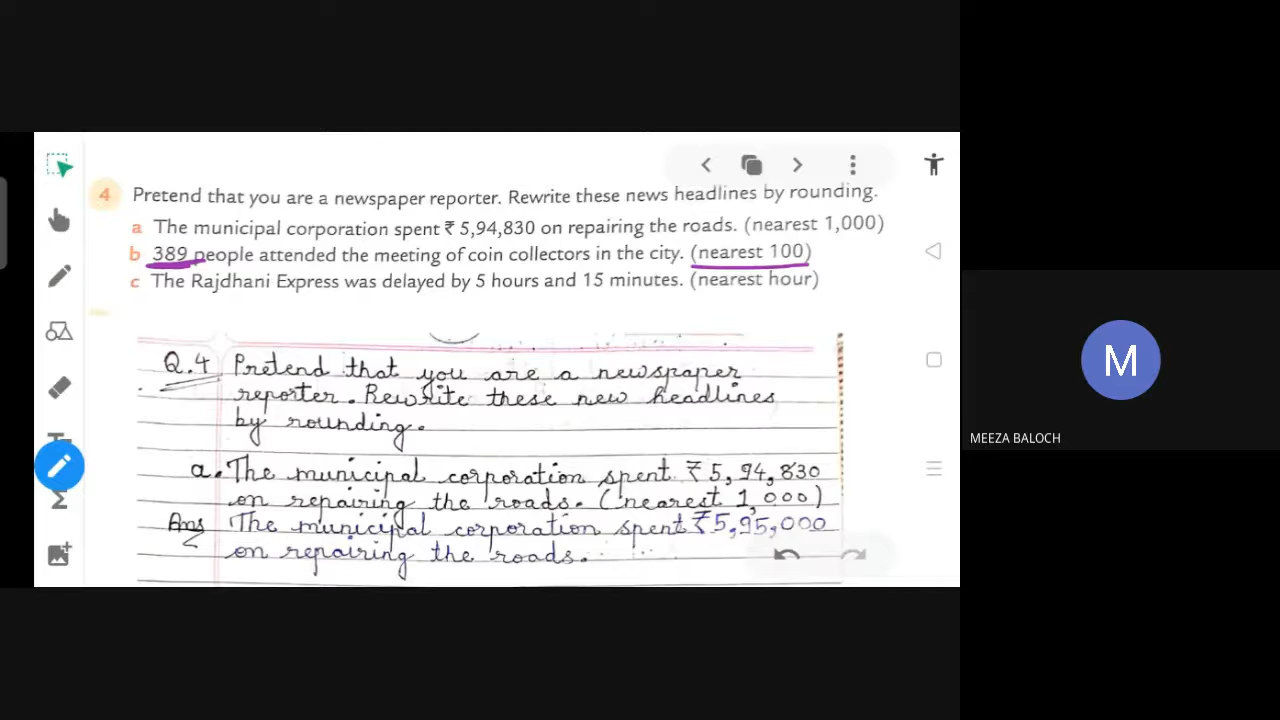 4 Pretend that you are a newspaper reporter. Rewrite these news headlines by rounding.
a The municipal corporation spent ₹ 5,94,830 on repairing the roads. (nearest 1,000)
b 389 people attended the meeting of coin collectors in the city. (nearest 100)
c The Rajdhani Express was delayed by 5 hours and 15 minutes. (nearest hour)
Q.4 Pretend that you are a newspaper
reporter. Rewrite these new headlines
by rounding.
a. The municipal corporation spent ₹5,94,830
on repairing the roads. (nearest 1,000)
Ans The municipal corporation spent ₹5,95,000
on repairing the roads.
M
MEEZA BALOCH